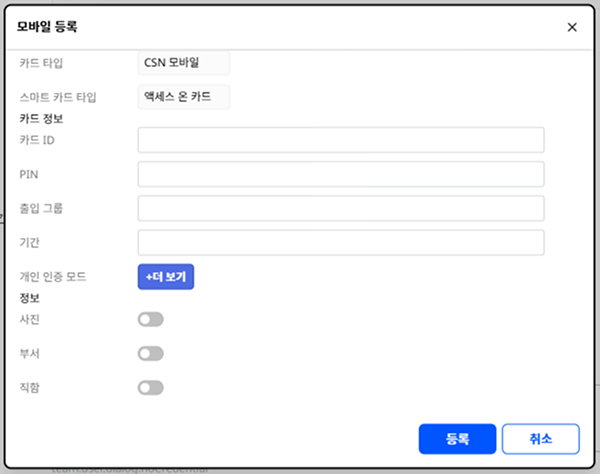 모바일 등록
카드 타입 CSN 모바일
스마트 카드 타입 액세스 온 카드
카드 정보
카드 ID
PIN
출입 그룹
기간
개인 인증 모드 +더 보기
정보
사진
부서
직함
등록 취소